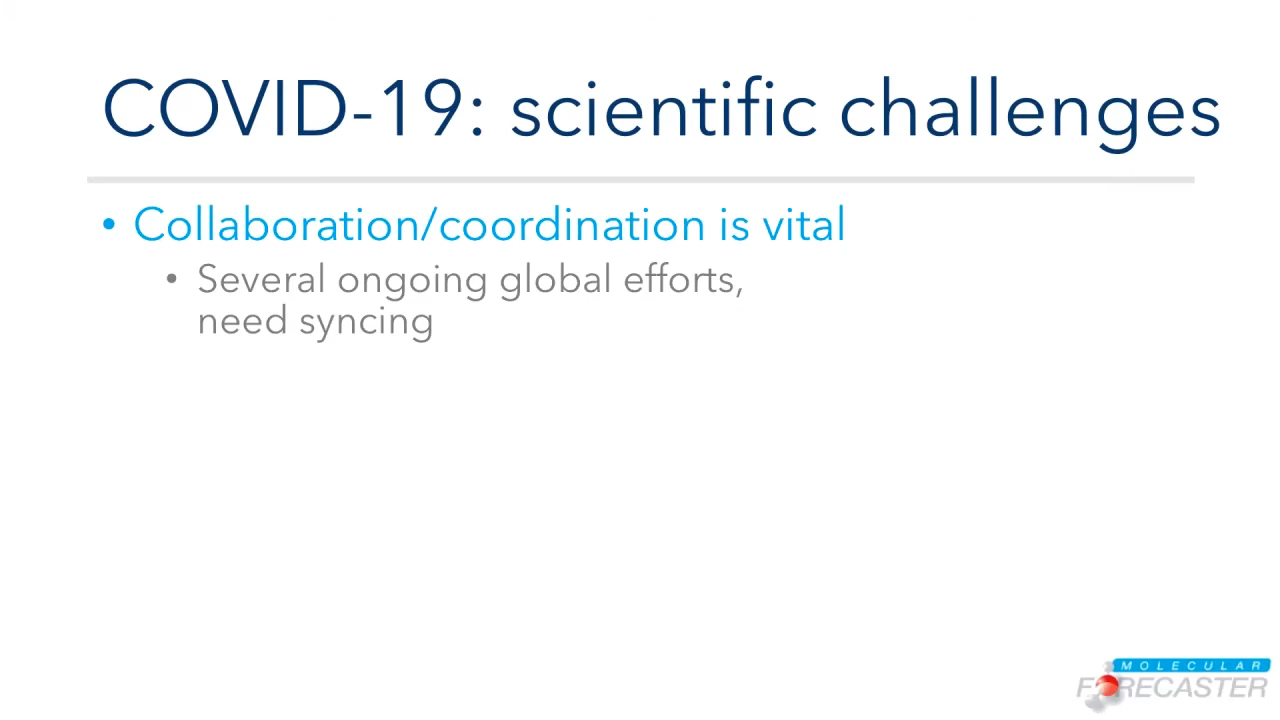 COVID-19: scientific challenges
• Collaboration/coordination is vital
• Several ongoing global efforts,
need syncing
MOLECULAR
FORECASTER